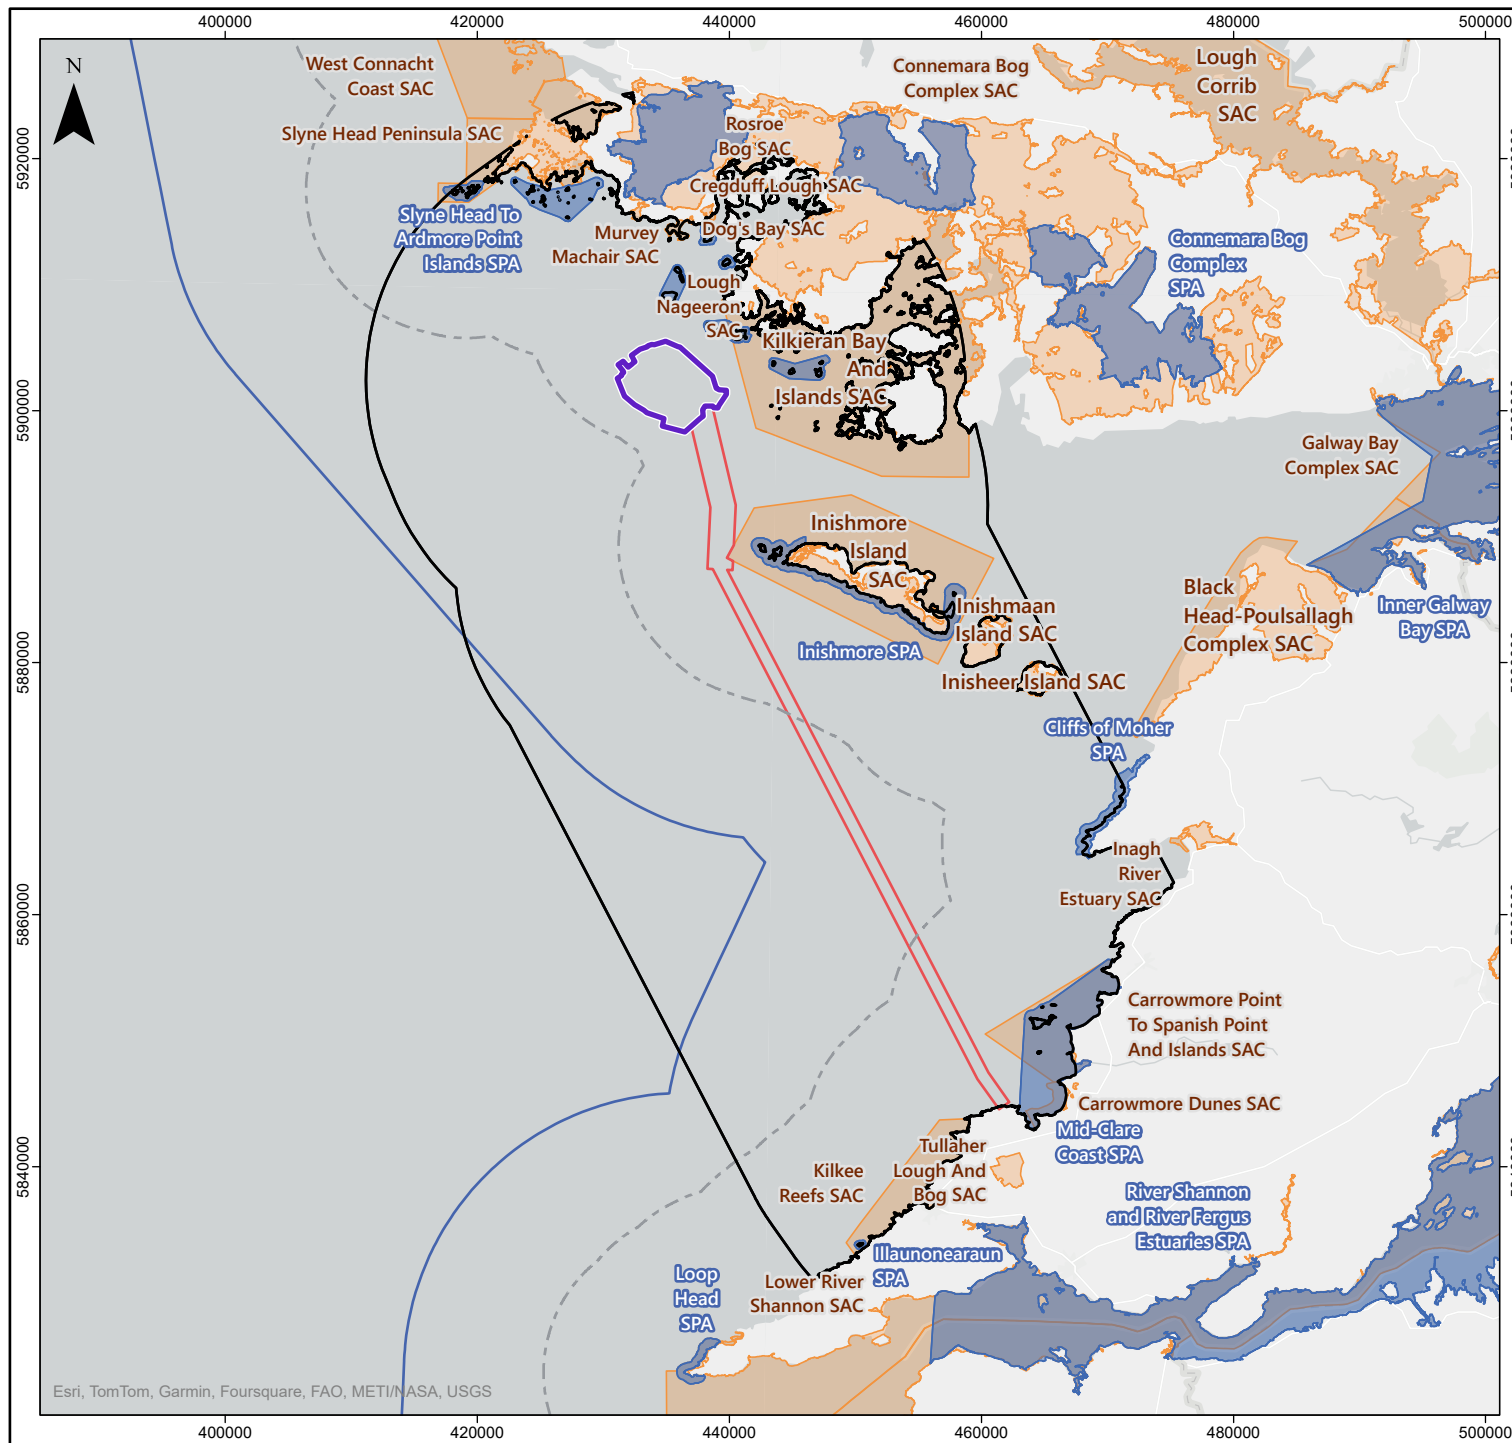 400000
420000
440000
460000
480000
500000
N
5920000
5900000
5880000
5860000
5840000
West Connacht
Coast SAC
Slyne Head Peninsula SAC
Connemara Bog
Complex SAC
Lough
Corrib
SAC
Rosroe
Bog SAC
Cregduff Lough SAC
Slyne Head To
Ardmore Point
Islands SPA
Murvey
Machair SAC
Dog's Bay SAC
Connemara Bog
Complex
SPA
Lough
Nageeron
SAC
Kilkieran Bay
And
Islands SAC
Galway Bay
Complex SAC
Inishmore
Island
SAC
Black
Head-Poulsallagh
Complex SAC
Inner Galway
Bay SPA
Inishmaan
Island SAC
Inishmore SPA
Inisheer Island SAC
Cliffs of Moher
SPA
Inagh
River
Estuary SAC
Carrowmore Point
To Spanish Point
And Islands SAC
Carrowmore Dunes SAC
Mid-Clare
Coast SPA
Tullaher
Lough And
Bog SAC
Kilkee
Reefs SAC
River Shannon
and River Fergus
Estuaries SPA
Illaunonearaun
SPA
Loop
Head
SPA
Lower River
Shannon SAC
Esri, TomTom, Garmin, Foursquare, FAO, METI/NASA, USGS
400000
420000
440000
460000
480000
500000